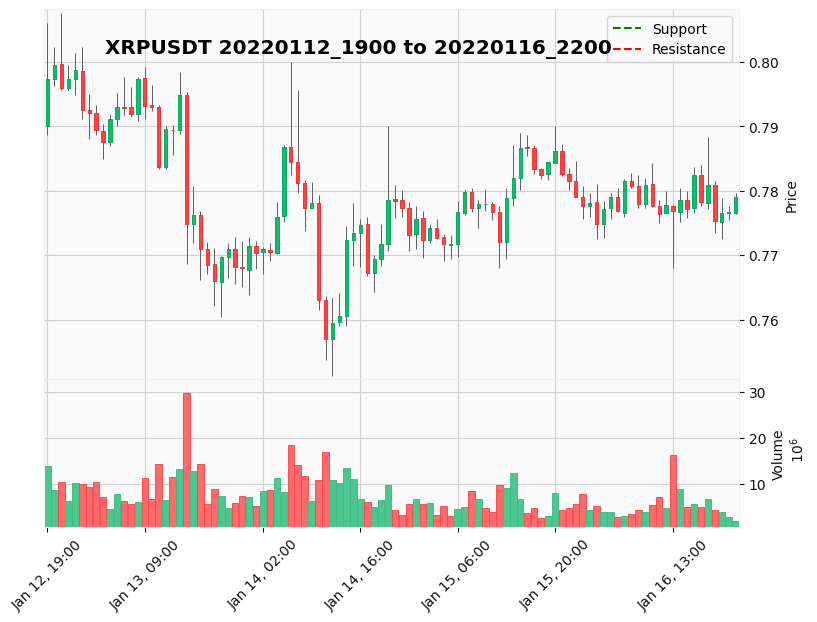 XRPUSDT 20220112_1900 to 20220116_2200
Support
Resistance
0.80
0.79
0.78
0.77
0.76
Price
30
20
10
Volume
10^6
Jan 12, 19:00
Jan 13, 09:00
Jan 14, 02:00
Jan 14, 16:00
Jan 15, 06:00
Jan 15, 20:00
Jan 16, 13:00